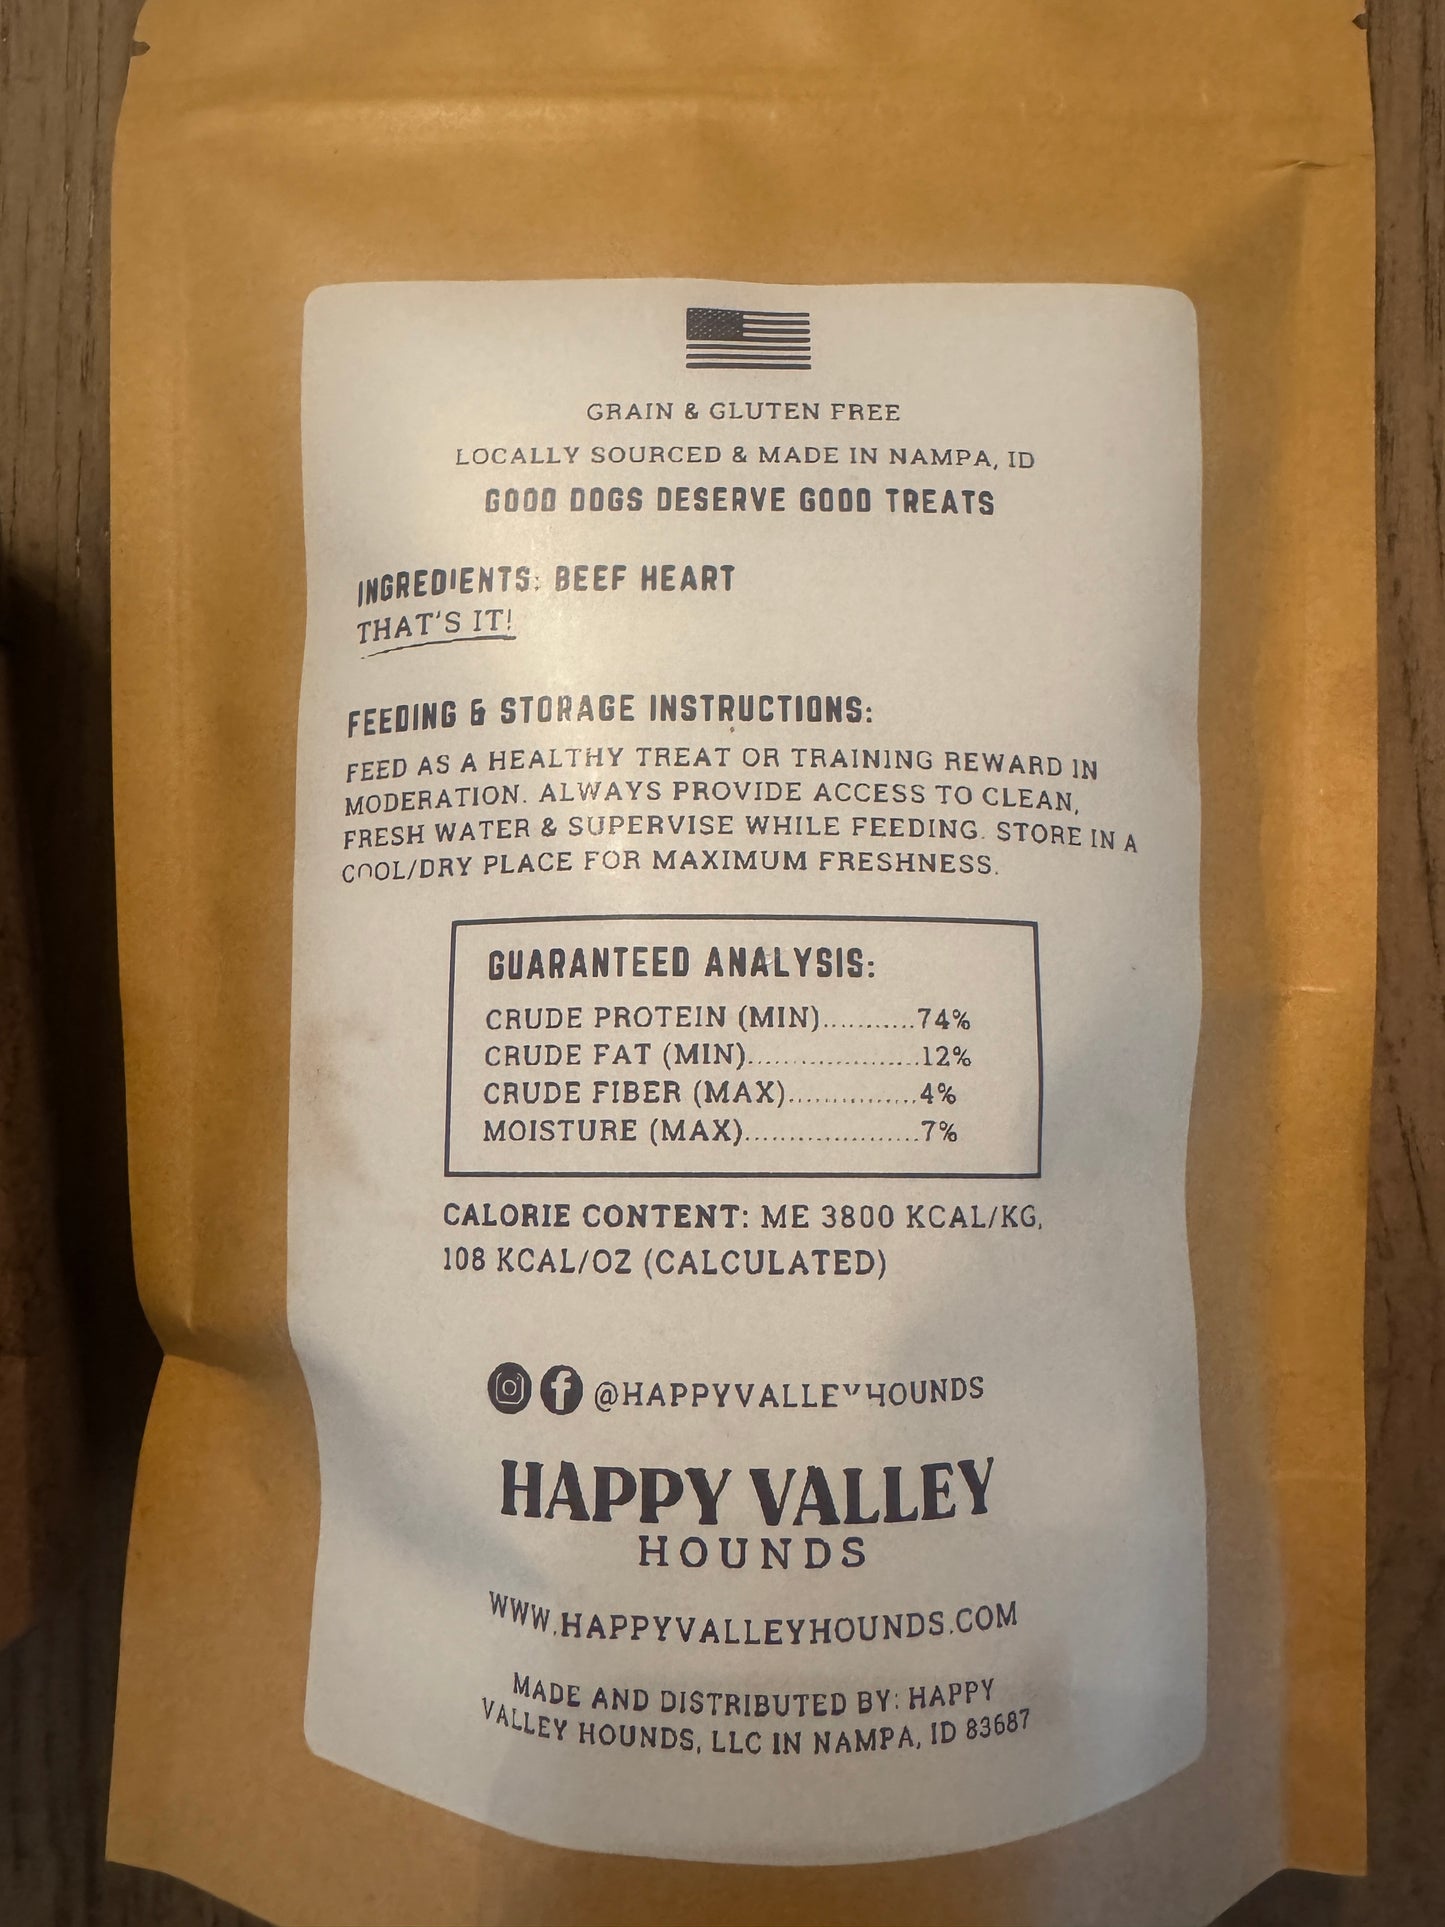 GRAIN & GLUTEN FREE
LOCALLY SOURCED & MADE IN NAMPA, ID
GOOD DOGS DESERVE GOOD TREATS
INGREDIENTS: BEEF HEART
THAT'S IT!
FEEDING & STORAGE INSTRUCTIONS:
FEED AS A HEALTHY TREAT OR TRAINING REWARD IN
MODERATION. ALWAYS PROVIDE ACCESS TO CLEAN,
FRESH WATER & SUPERVISE WHILE FEEDING. STORE IN A
COOL/DRY PLACE FOR MAXIMUM FRESHNESS.
GUARANTEED ANALYSIS:
CRUDE PROTEIN (MIN)...........74%
CRUDE FAT (MIN)...................12%
CRUDE FIBER (MAX)...............4%
MOISTURE (MAX)....................7%
CALORIE CONTENT: ME 3800 KCAL/KG,
108 KCAL/OZ (CALCULATED)
@HAPPYVALLEYHOUNDS
HAPPY VALLEY
HOUNDS
WWW.HAPPYVALLEYHOUNDS.COM
MADE AND DISTRIBUTED BY: HAPPY
VALLEY HOUNDS, LLC IN NAMPA, ID 83687